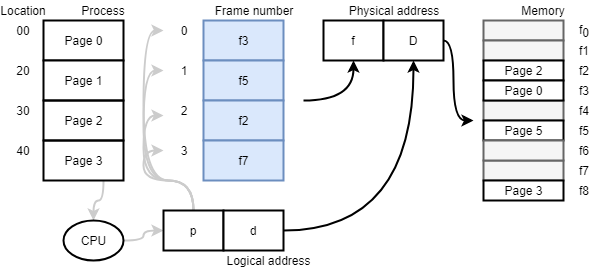 Location Process Frame number Physical address Memory
00 Page 0 0 f3 f D f0
f1
20 Page 1 1 f5 Page 2 f2
Page 0 f3
30 Page 2 2 f2 f4
Page 5 f5
40 Page 3 3 f7 f6
f7
Page 3 f8
CPU p d
Logical address